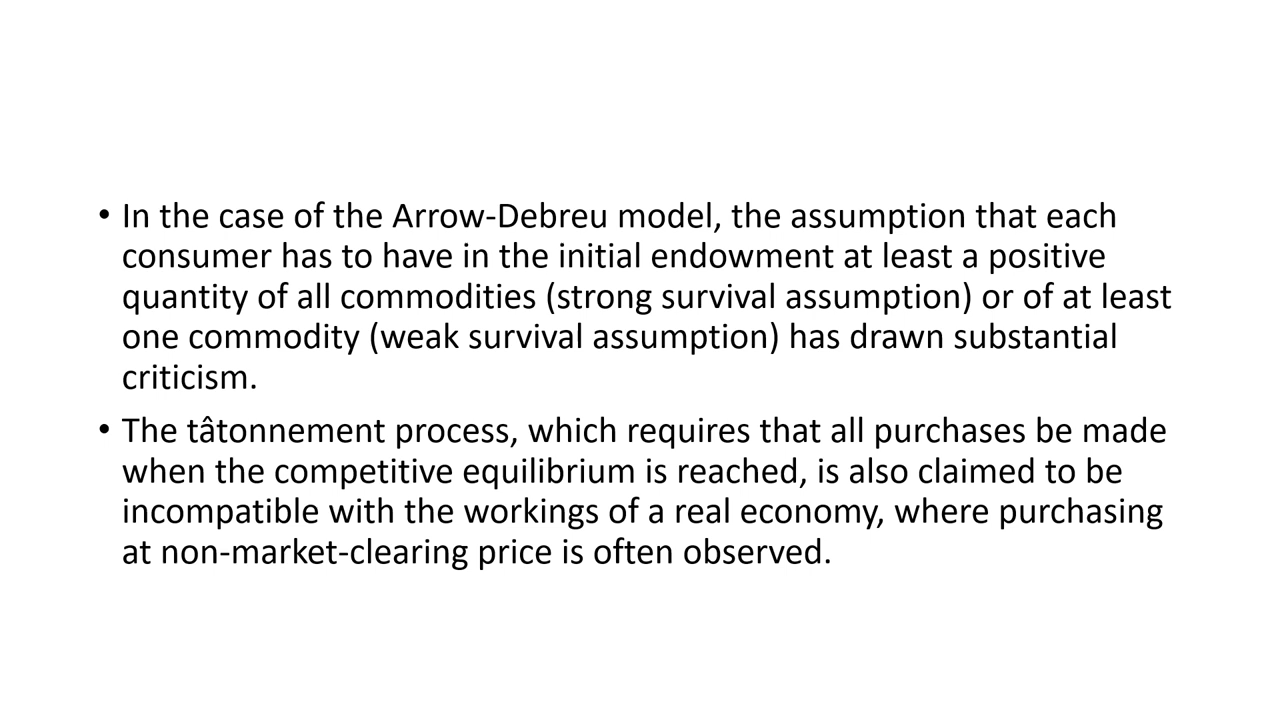 • In the case of the Arrow-Debreu model, the assumption that each
consumer has to have in the initial endowment at least a positive
quantity of all commodities (strong survival assumption) or of at least
one commodity (weak survival assumption) has drawn substantial
criticism.
• The tâtonnement process, which requires that all purchases be made
when the competitive equilibrium is reached, is also claimed to be
incompatible with the workings of a real economy, where purchasing
at non-market-clearing price is often observed.